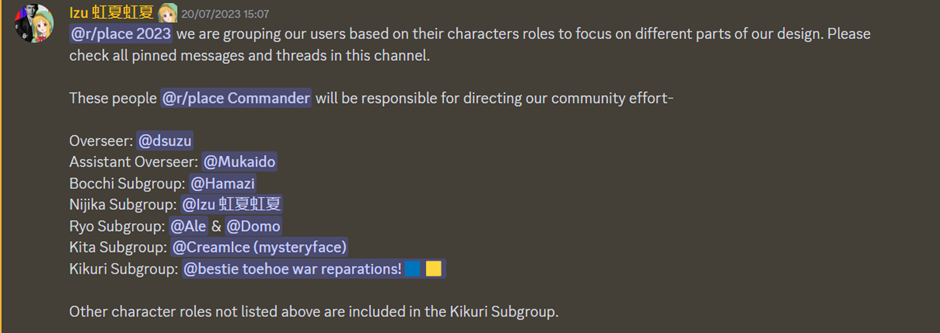 Izu 虹夏虹夏 20/07/2023 15:07
@r/place 2023 we are grouping our users based on their characters roles to focus on different parts of our design. Please
check all pinned messages and threads in this channel.
These people @r/place Commander will be responsible for directing our community effort-
Overseer: @dsuzu
Assistant Overseer: @Mukaido
Bocchi Subgroup: @Hamazi
Nijika Subgroup: @Izu 虹夏虹夏
Ryo Subgroup: @Ale & @Domo
Kita Subgroup: @CreamIce (mysteryface)
Kikuri Subgroup: @bestie toehoe war reparations! 🟦 🟨
Other character roles not listed above are included in the Kikuri Subgroup.